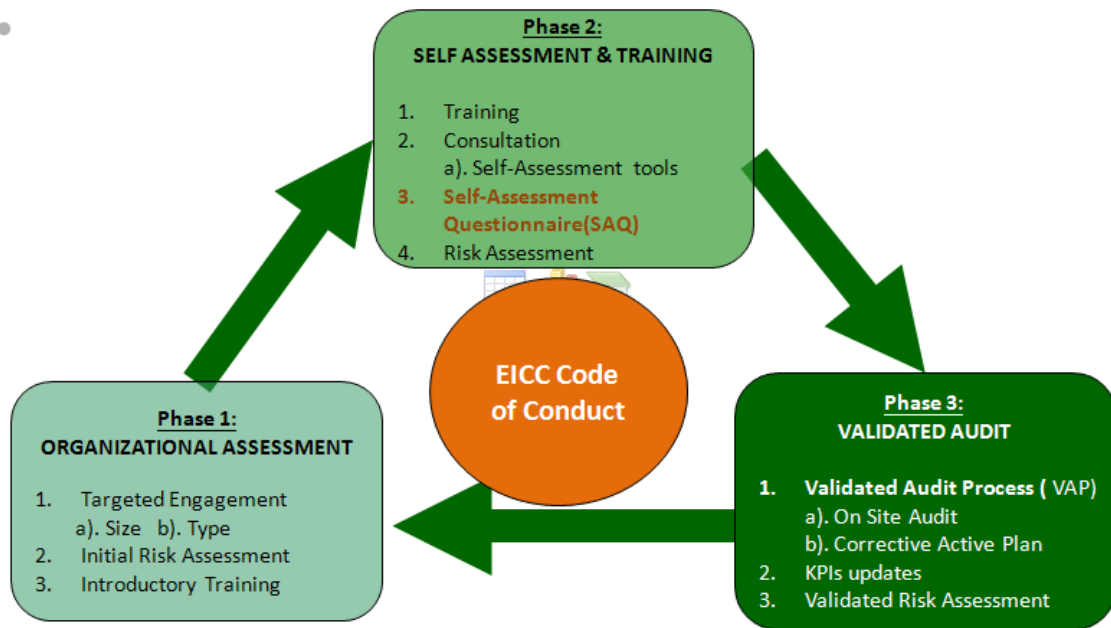 Phase 2:
SELF ASSESSMENT & TRAINING
1. Training
2. Consultation
a). Self-Assessment tools
3. Self-Assessment
Questionnaire(SAQ)
4. Risk Assessment
EICC Code
of Conduct
Phase 1:
ORGANIZATIONAL ASSESSMENT
1. Targeted Engagement
a). Size b). Type
2. Initial Risk Assessment
3. Introductory Training
Phase 3:
VALIDATED AUDIT
1. Validated Audit Process ( VAP)
a). On Site Audit
b). Corrective Active Plan
2. KPIs updates
3. Validated Risk Assessment